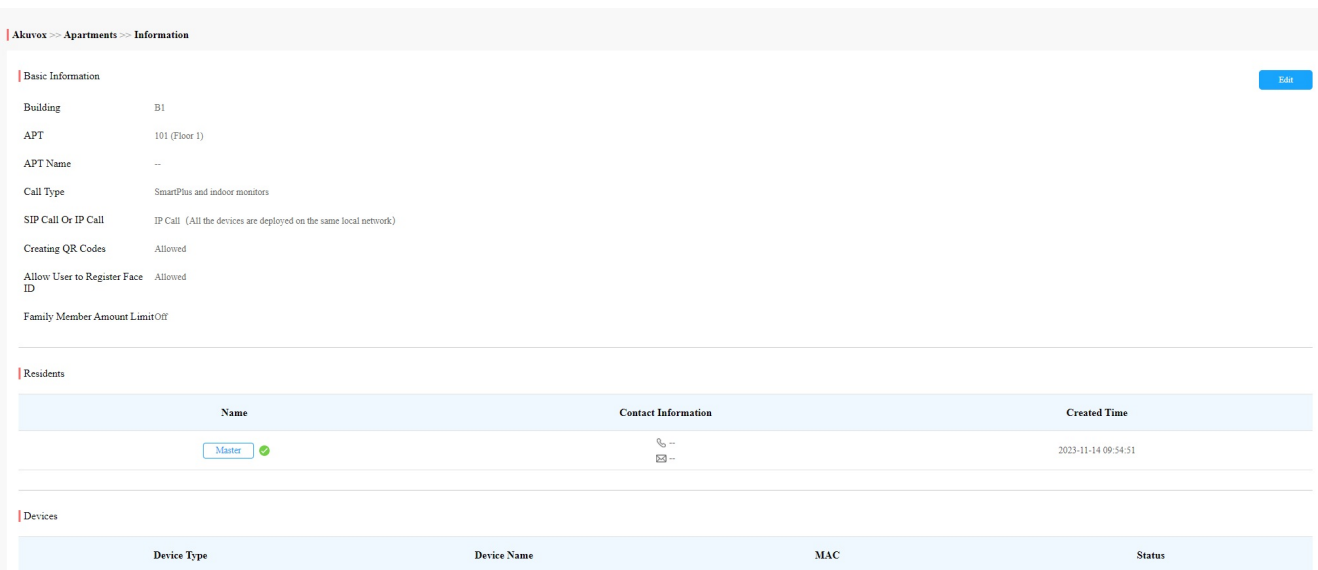 Akuvox >> Apartments >> Information
Basic Information
Edit
Building B1
APT 101 (Floor 1)
APT Name --
Call Type SmartPlus and indoor monitors
SIP Call Or IP Call IP Call（All the devices are deployed on the same local network）
Creating QR Codes Allowed
Allow User to Register Face Allowed
ID
Family Member Amount Limit Off
Residents
Name Contact Information Created Time
Master -- 2023-11-14 09:54:51
--
Devices
Device Type Device Name MAC Status